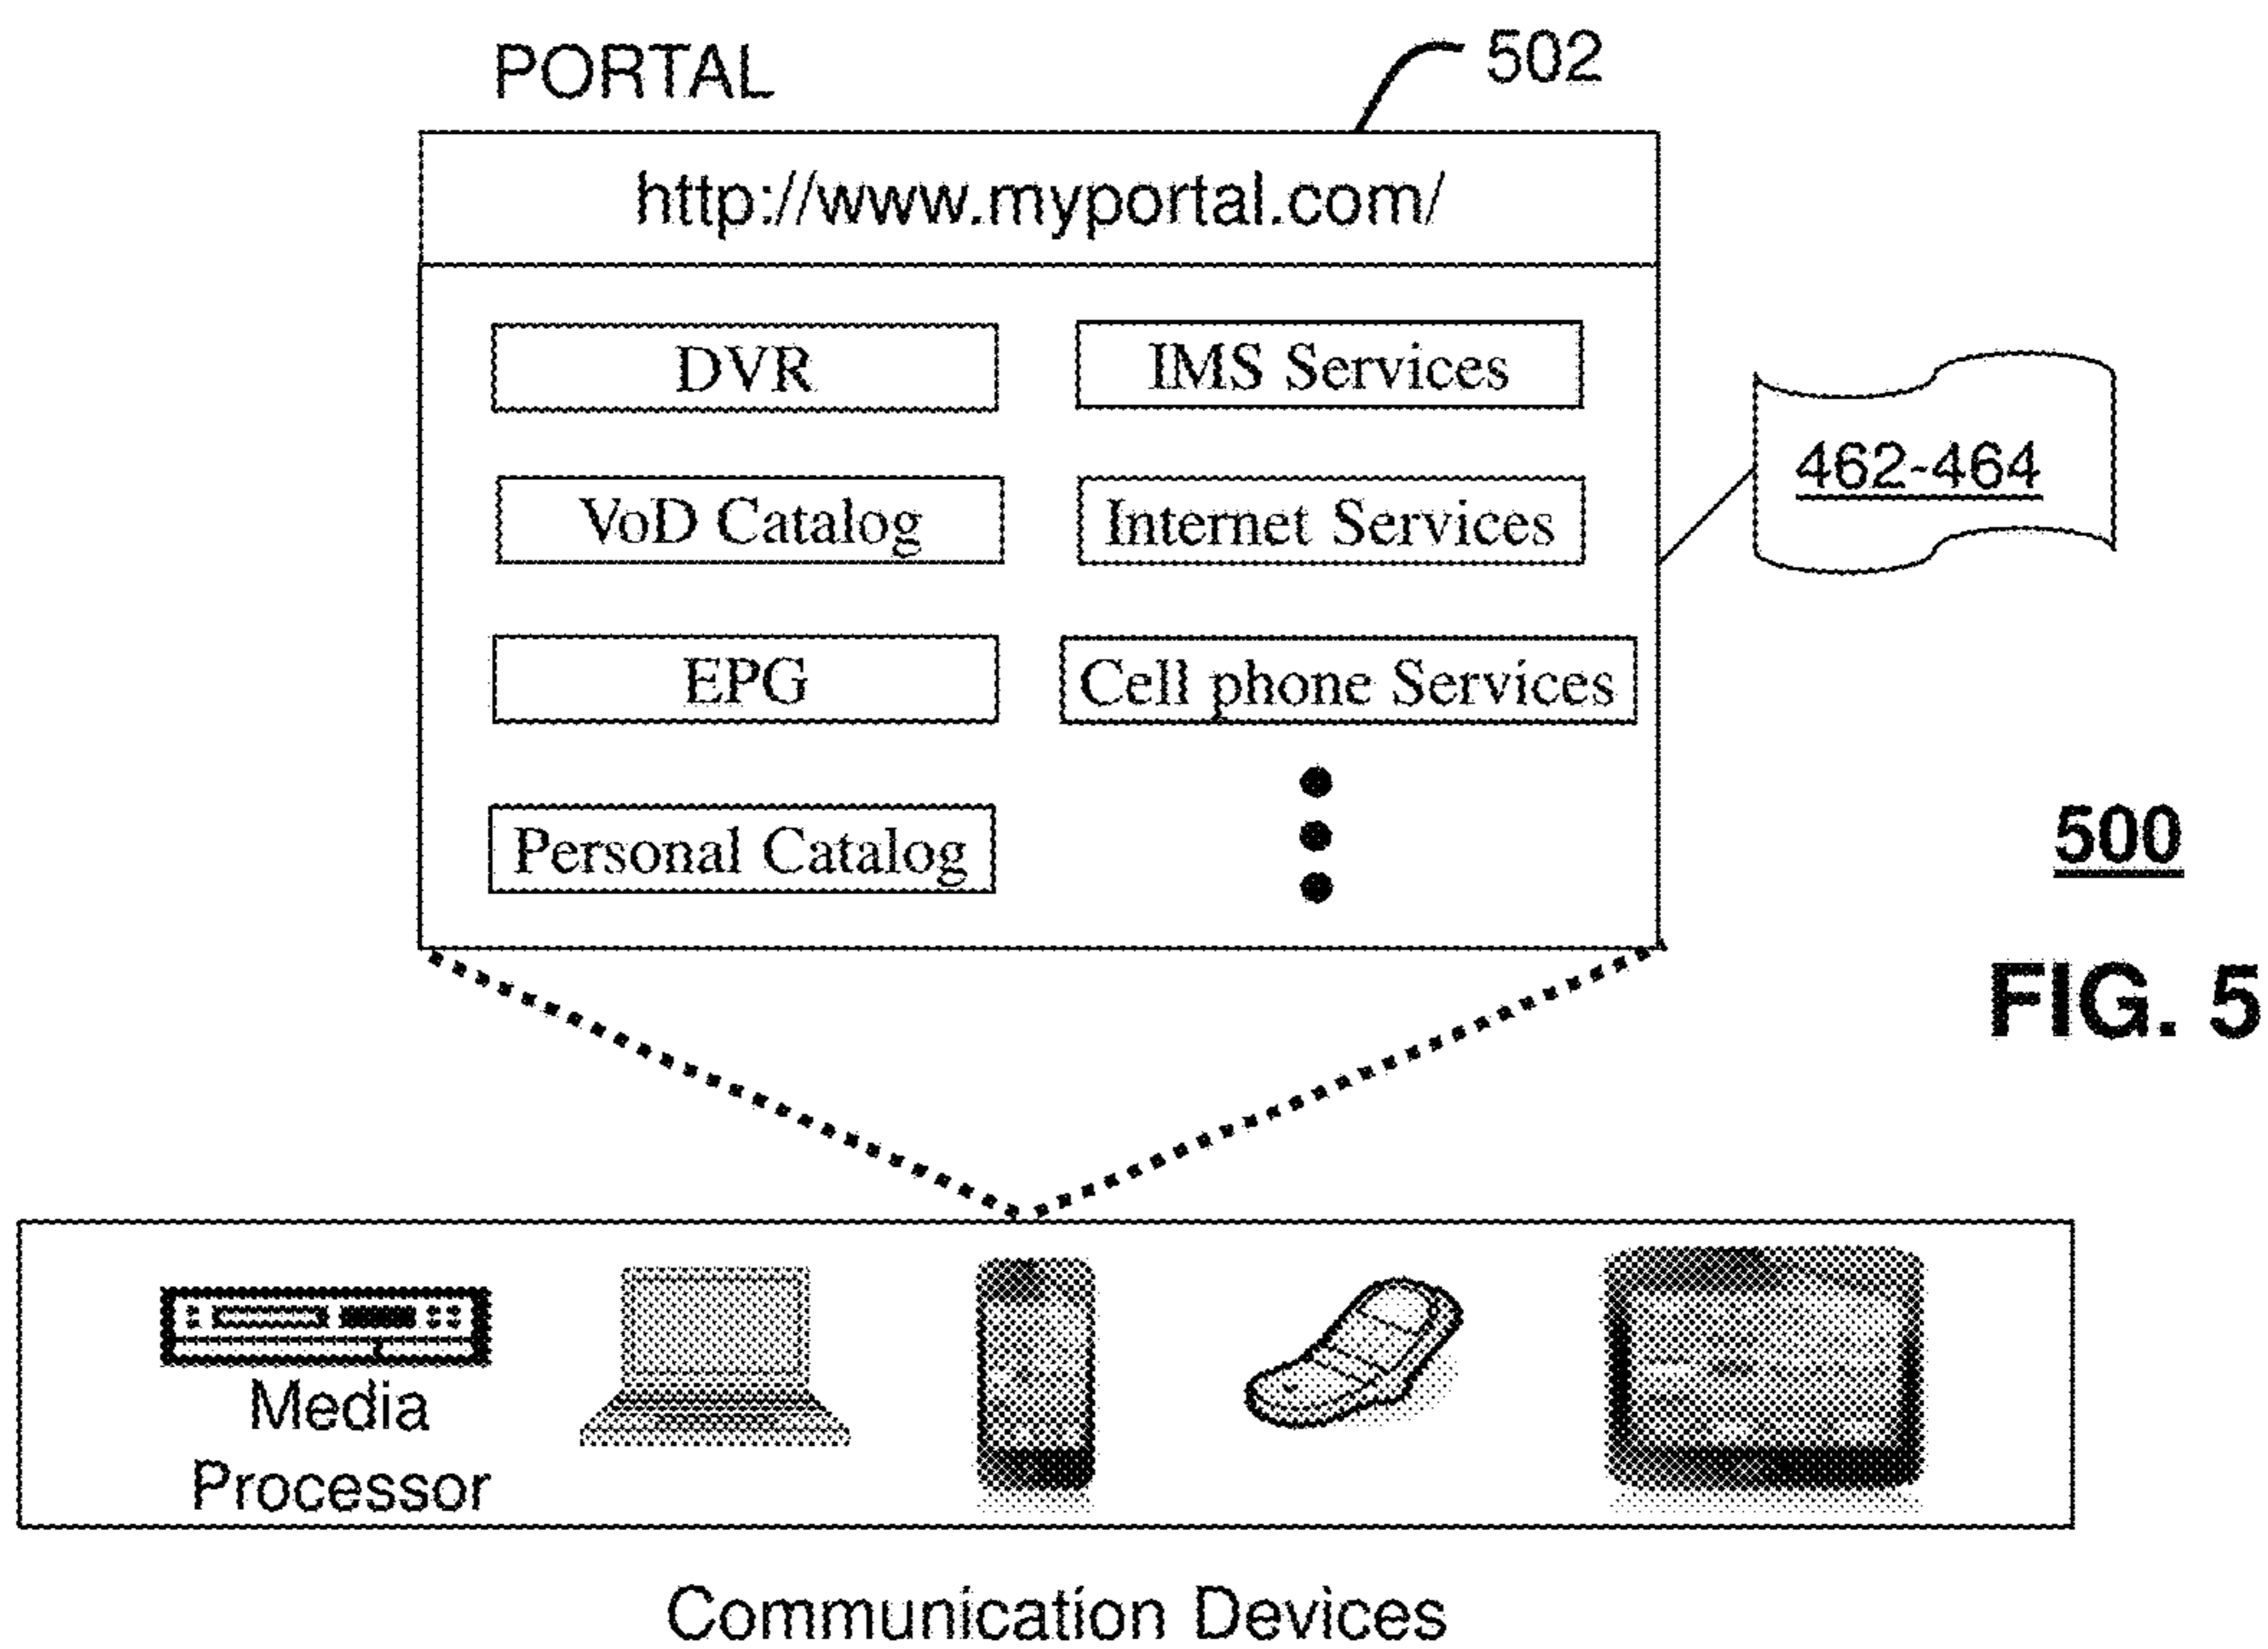 PORTAL
502
http://www.myportal.com/
DVR
IMS Services
VoD Catalog
Internet Services
462-464
EPG
Cell phone Services
Personal Catalog
500
FIG. 5
Media
Processor
Communication Devices